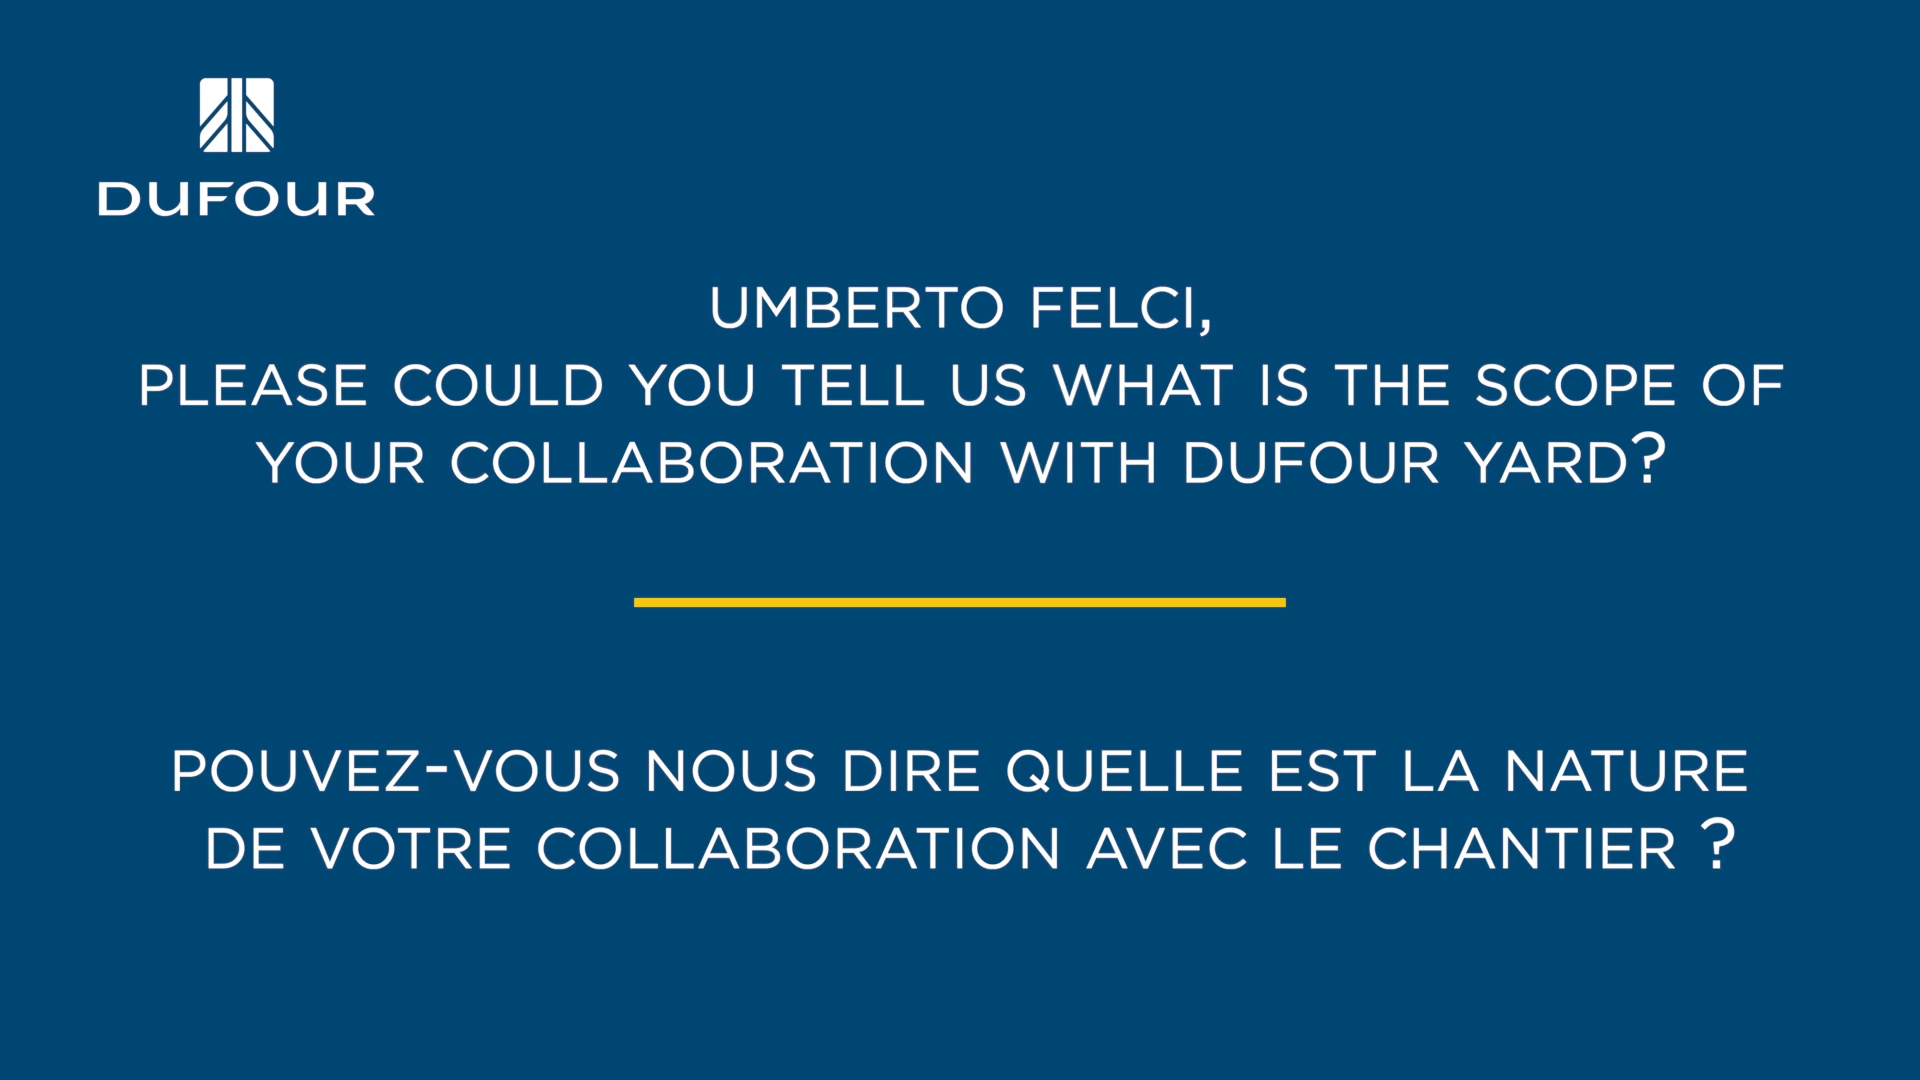 DUFOUR
UMBERTO FELCI,
PLEASE COULD YOU TELL US WHAT IS THE SCOPE OF
YOUR COLLABORATION WITH DUFOUR YARD?
POUVEZ-VOUS NOUS DIRE QUELLE EST LA NATURE
DE VOTRE COLLABORATION AVEC LE CHANTIER ?